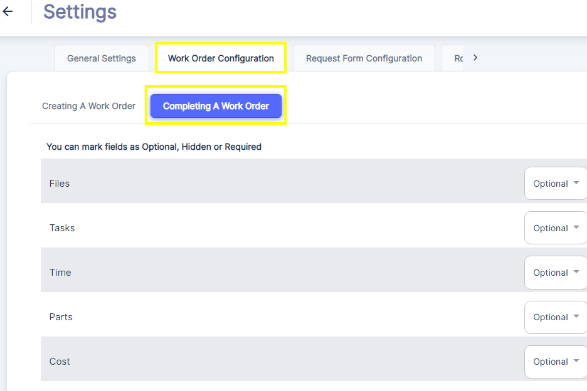 Settings
General Settings Work Order Configuration Request Form Configuration
Creating A Work Order Completing A Work Order
You can mark fields as Optional, Hidden or Required
Files Optional
Tasks Optional
Time Optional
Parts Optional
Cost Optional